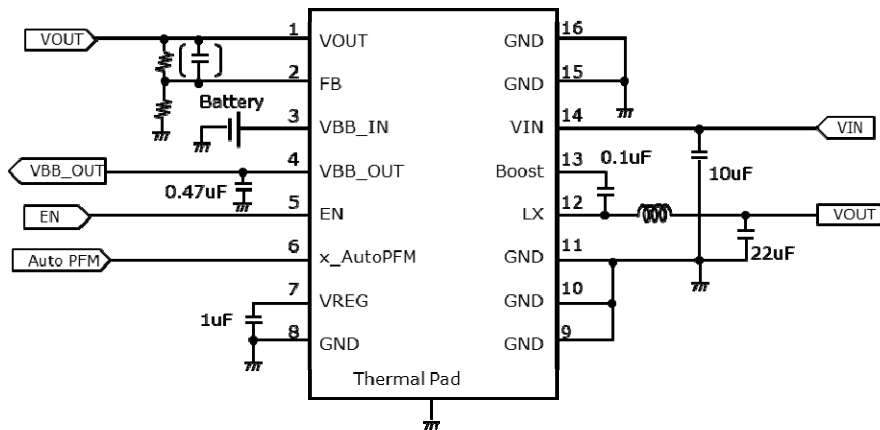 VOUT
1
VOUT
GND
16
2
FB
GND
15
Battery
3
VBB_IN
VIN
14
VIN
4
VBB_OUT
Boost
13
0.1uF
10uF
VBB_OUT
0.47uF
5
EN
EN
LX
12
VOUT
6
Auto PFM
x_AutoPFM
GND
11
22uF
7
VREG
GND
10
1uF
8
GND
GND
9
Thermal Pad